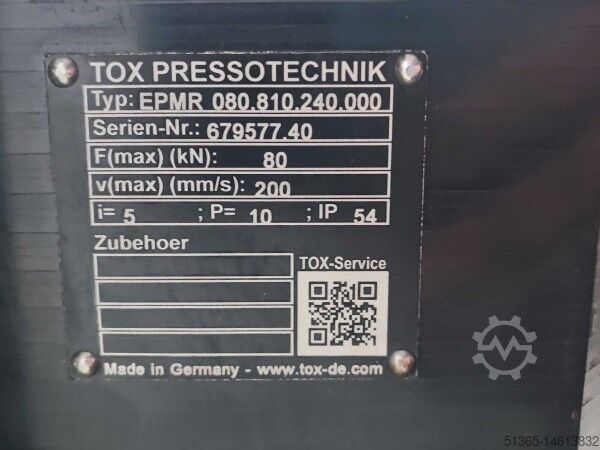 TOX PRESSOTECHNIK
Typ: EPMR 080.810.240.000
Serien-Nr.: 679577.40
F(max) (kN): 80
v(max) (mm/s): 200
i= 5 ; P= 10 ; IP 54
Zubehoer
TOX-Service
Made in Germany - www.tox-de.com
51365-14613832